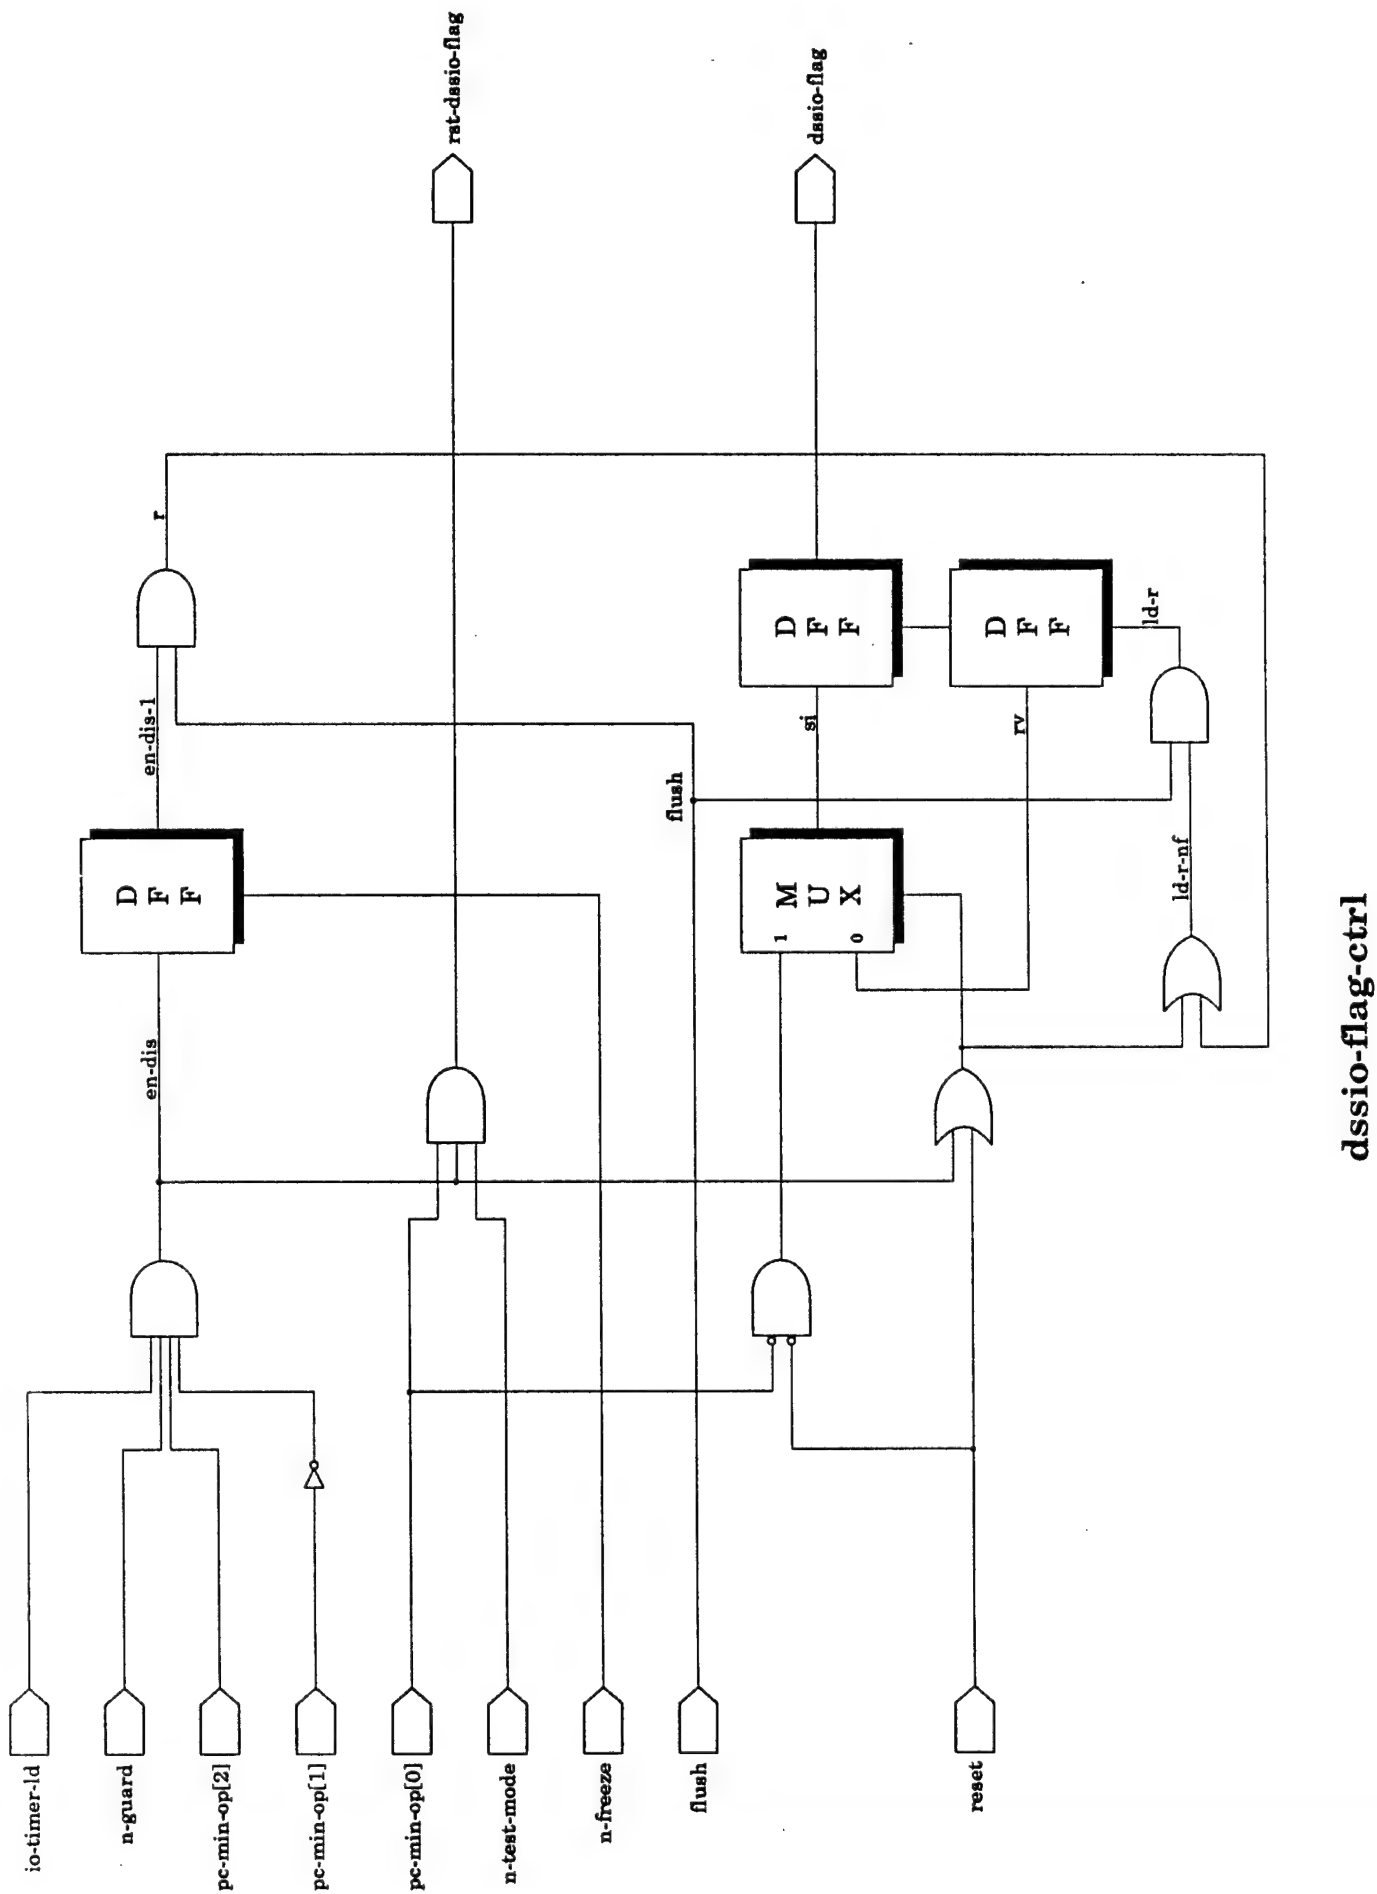 io-timer-ld
n-guard
pc-min-op[2]
pc-min-op[1]
pc-min-op[0]
n-test-mode
n-freeze
flush
reset
en-dis
D
F
F
en-dis-1
r
flush
1
0
M
U
X
si
rv
D
F
F
D
F
F
ld-r-nf
ld-r
rst-dssio-flag
dssio-flag
dssio-flag-ctrl